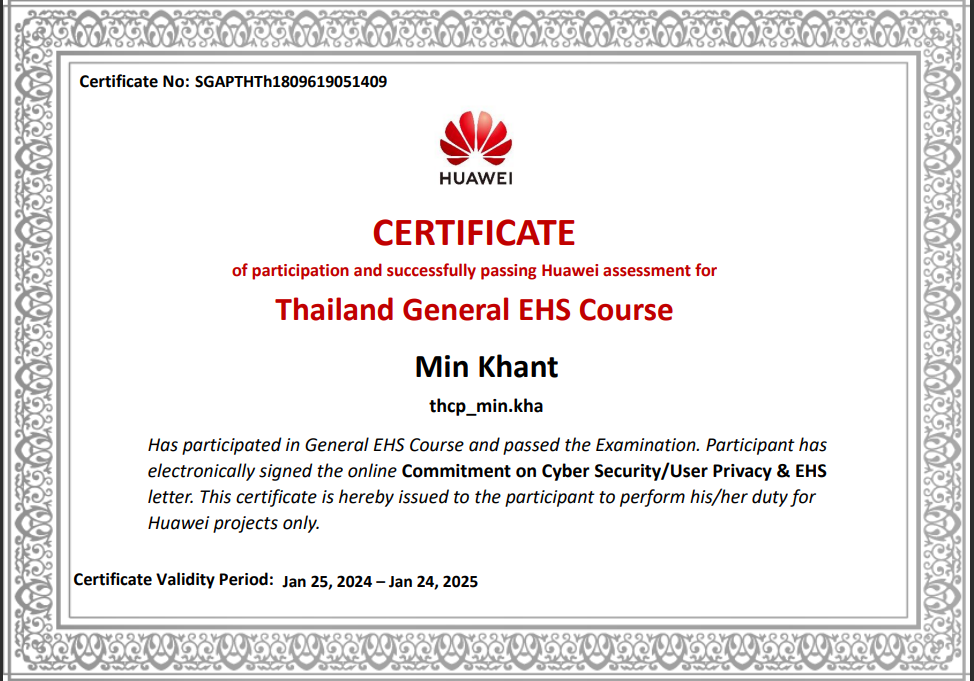 Certificate No: SGAPTHTh1809619051409
HUAWEI
CERTIFICATE
of participation and successfully passing Huawei assessment for
Thailand General EHS Course
Min Khant
thcp_min.kha
Has participated in General EHS Course and passed the Examination. Participant has
electronically signed the online Commitment on Cyber Security/User Privacy & EHS
letter. This certificate is hereby issued to the participant to perform his/her duty for
Huawei projects only.
Certificate Validity Period: Jan 25, 2024 – Jan 24, 2025